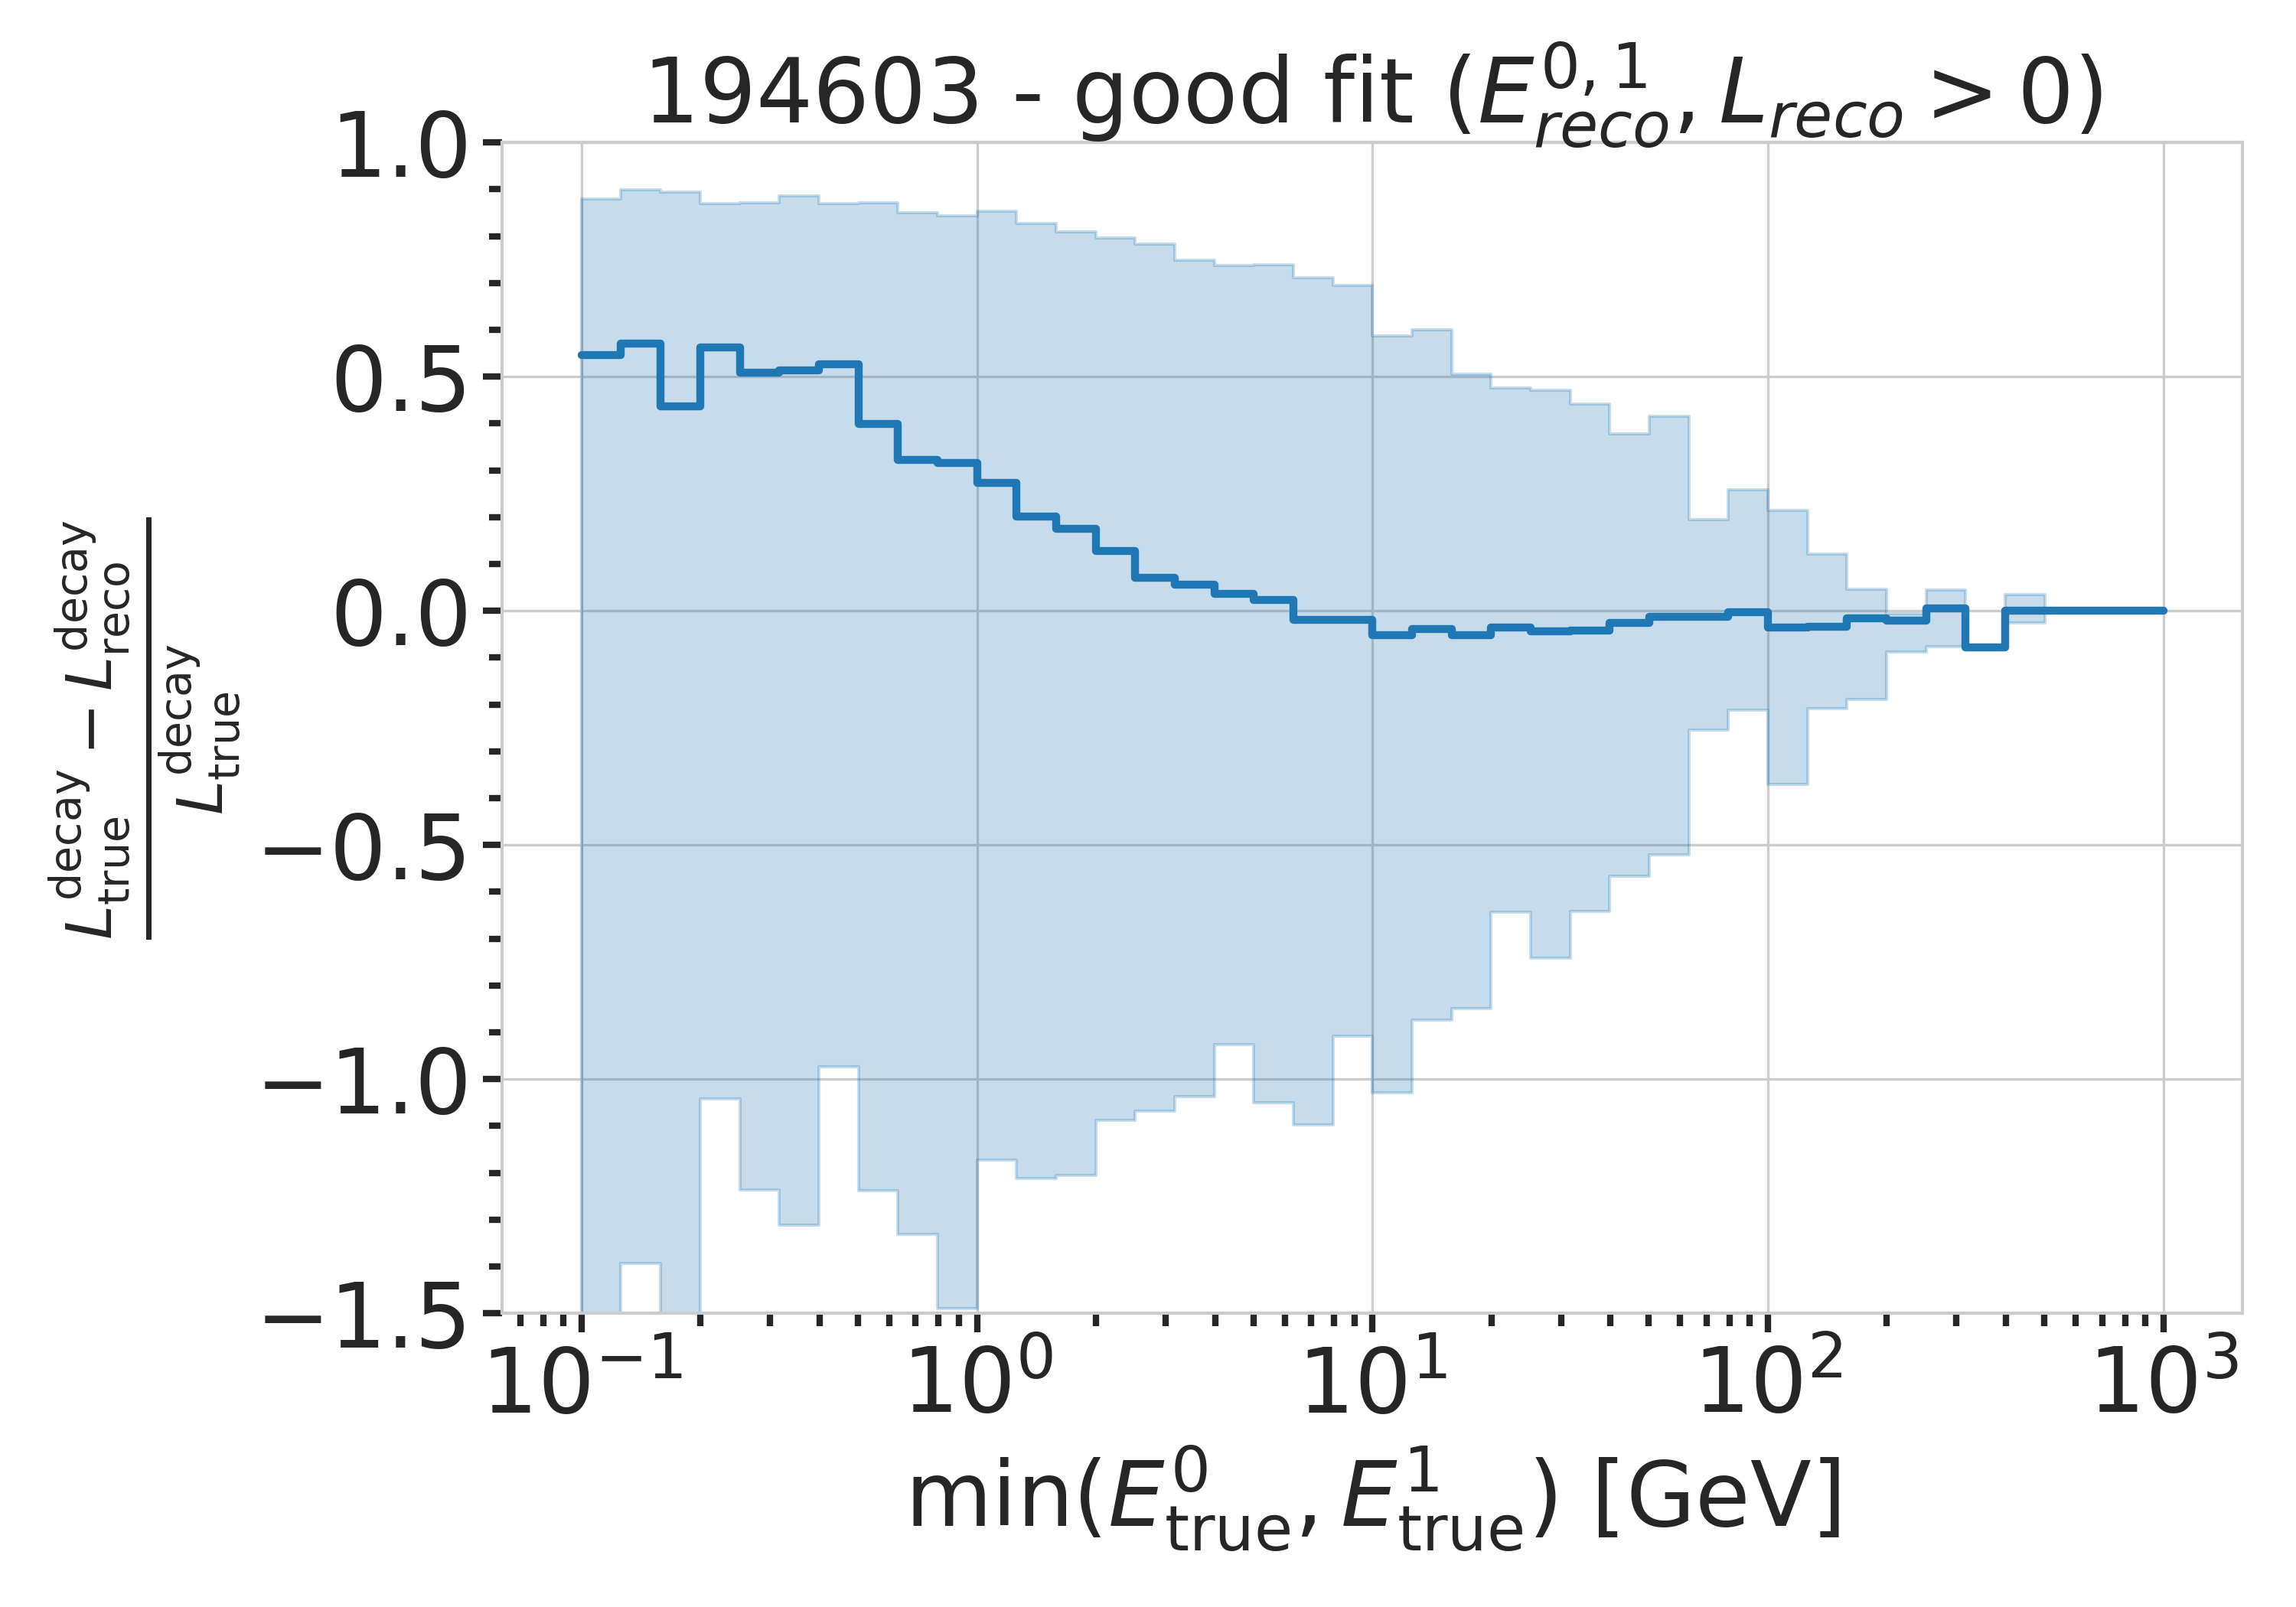 194603 - good fit ($E^{0,1}_{reco}, L_{reco} > 0$)
1.0
0.5
0.0
−0.5
−1.0
−1.5
$\frac{L^{\mathrm{decay}}_{\mathrm{true}} - L^{\mathrm{decay}}_{\mathrm{reco}}}{L^{\mathrm{decay}}_{\mathrm{true}}}$
$10^{-1}$ $10^{0}$ $10^{1}$ $10^{2}$ $10^{3}$
min($E^{0}_{\mathrm{true}}, E^{1}_{\mathrm{true}}$) [GeV]